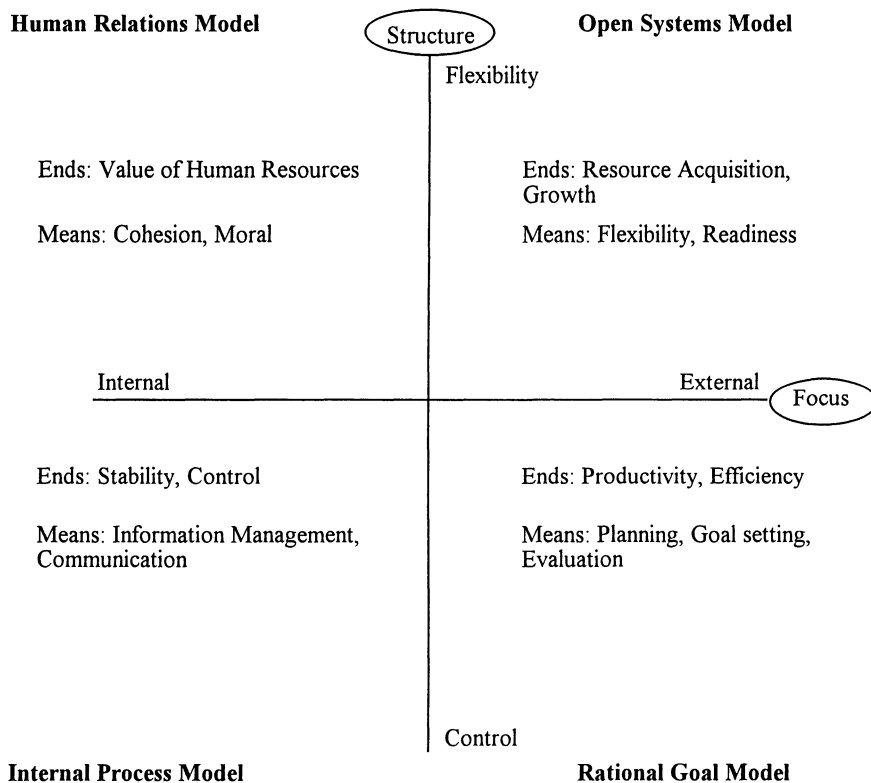 Human Relations Model
Structure
Open Systems Model
Flexibility
Ends: Value of Human Resources
Means: Cohesion, Moral
Ends: Resource Acquisition,
Growth
Means: Flexibility, Readiness
Internal
External
Focus
Ends: Stability, Control
Means: Information Management,
Communication
Ends: Productivity, Efficiency
Means: Planning, Goal setting,
Evaluation
Control
Internal Process Model
Rational Goal Model